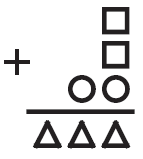 □
□
+ ○○
△△△